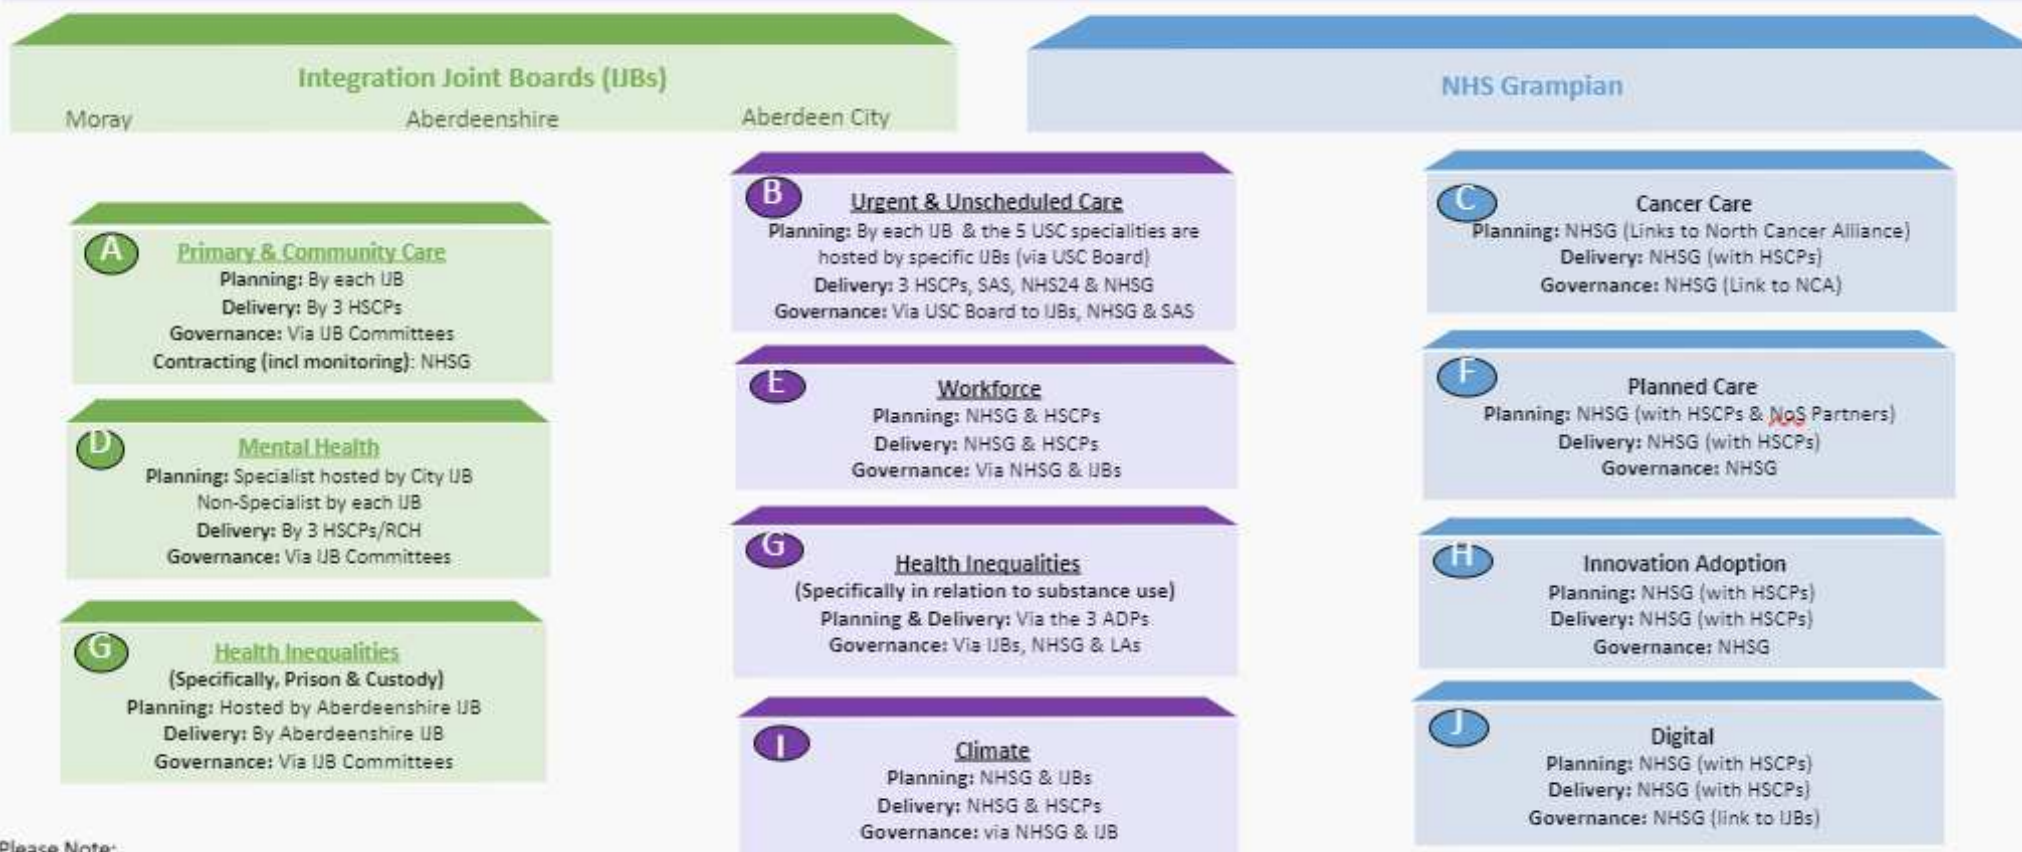 Integration Joint Boards (IJBs)
Moray
Aberdeenshire
Aberdeen City
NHS Grampian
A
Primary & Community Care
Planning: By each IJB
Delivery: By 3 HSCPs
Governance: Via IJB Committees
Contracting (incl monitoring): NHSG
D
Mental Health
Planning: Specialist hosted by City IJB
Non-Specialist by each IJB
Delivery: By 3 HSCPs/RCH
Governance: Via IJB Committees
G
Health Inequalities
(Specifically, Prison & Custody)
Planning: Hosted by Aberdeenshire IJB
Delivery: By Aberdeenshire IJB
Governance: Via IJB Committees
B
Urgent & Unscheduled Care
Planning: By each IJB & the 5 USC specialities are
hosted by specific IJBs (via USC Board)
Delivery: 3 HSCPs, SAS, NHS24 & NHSG
Governance: Via USC Board to IJBs, NHSG & SAS
E
Workforce
Planning: NHSG & HSCPs
Delivery: NHSG & HSCPs
Governance: Via NHSG & IJBs
G
Health Inequalities
(Specifically in relation to substance use)
Planning & Delivery: Via the 3 ADPs
Governance: Via IJBs, NHSG & LAs
I
Climate
Planning: NHSG & IJBs
Delivery: NHSG & HSCPs
Governance: via NHSG & IJB
C
Cancer Care
Planning: NHSG (Links to North Cancer Alliance)
Delivery: NHSG (with HSCPs)
Governance: NHSG (Link to NCA)
F
Planned Care
Planning: NHSG (with HSCPs & NoS Partners)
Delivery: NHSG (with HSCPs)
Governance: NHSG
H
Innovation Adoption
Planning: NHSG (with HSCPs)
Delivery: NHSG (with HSCPs)
Governance: NHSG
J
Digital
Planning: NHSG (with HSCPs)
Delivery: NHSG (with HSCPs)
Governance: NHSG (link to IJBs)
Please Note: